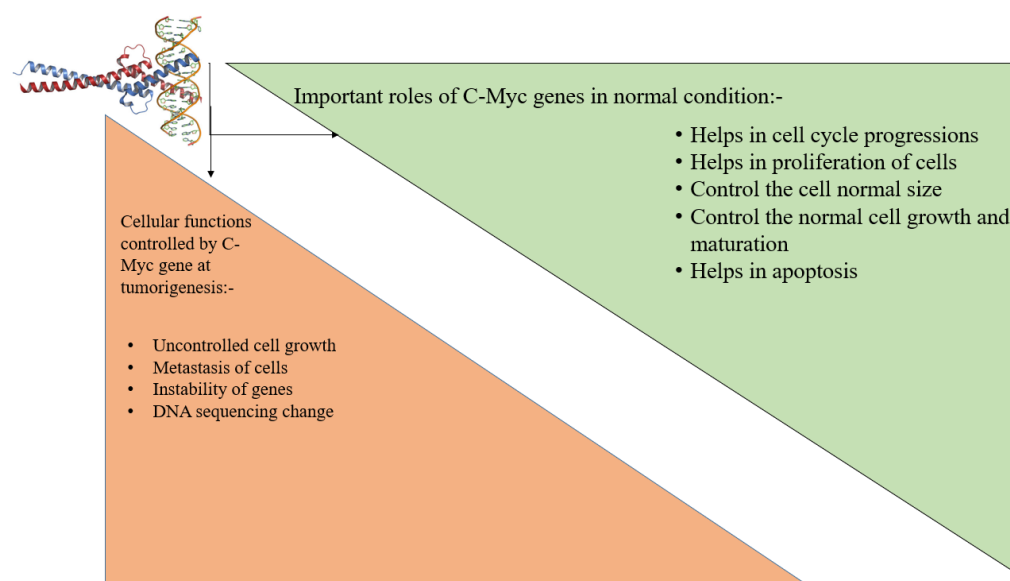 Important roles of C-Myc genes in normal condition:-
• Helps in cell cycle progressions
• Helps in proliferation of cells
• Control the cell normal size
• Control the normal cell growth and
maturation
• Helps in apoptosis
Cellular functions
controlled by C-
Myc gene at
tumorigenesis:-
• Uncontrolled cell growth
• Metastasis of cells
• Instability of genes
• DNA sequencing change